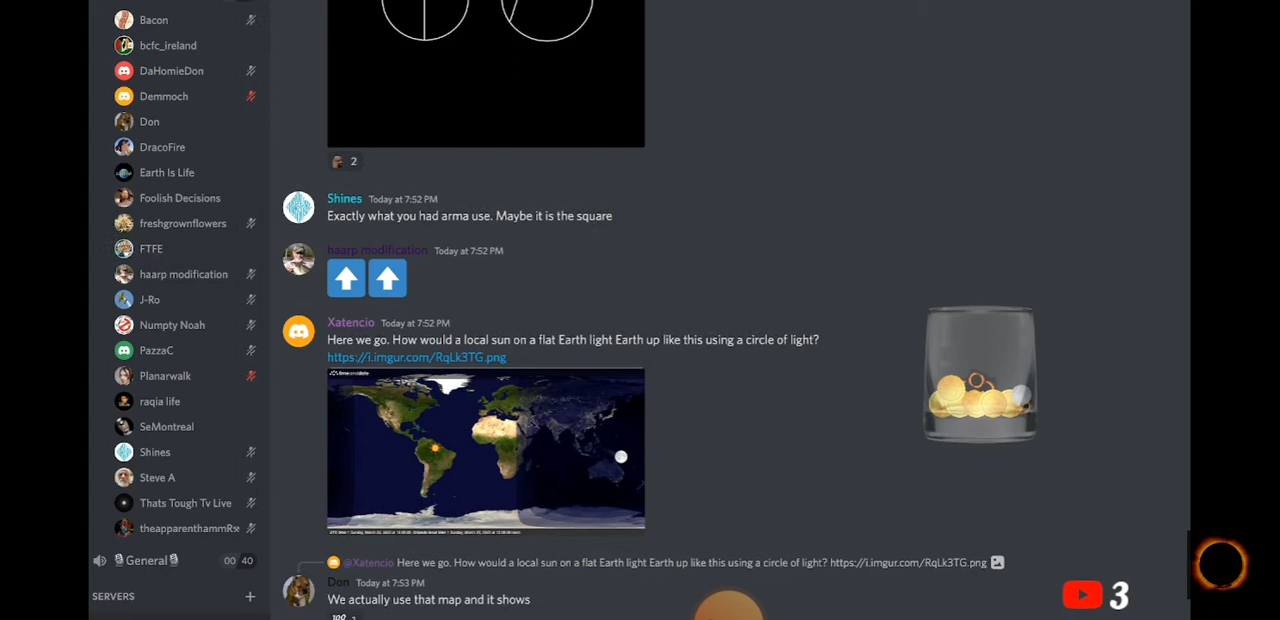 Bacon
bcfc_ireland
DaHomieDon
Demmoch
Don
DracoFire
Earth Is Life
Foolish Decisions
freshgrownflowers
FTFE
haarp modification
J-Ro
Numpty Noah
PazzaC
Planarwalk
raqia life
SeMontreal
Shines
Steve A
Thats Tough Tv Live
theapparenthammRse
General
00 40
SERVERS
2
Shines Today at 7:52 PM
Exactly what you had arma use. Maybe it is the square
haarp modification Today at 7:52 PM
Xatencio Today at 7:52 PM
Here we go. How would a local sun on a flat Earth light Earth up like this using a circle of light?
https://i.imgur.com/RqLk3TG.png
timeanddate
@Xatencio Here we go. How would a local sun on a flat Earth light Earth up like this using a circle of light? https://i.imgur.com/RqLk3TG.png
Don Today at 7:53 PM
We actually use that map and it shows
100
3